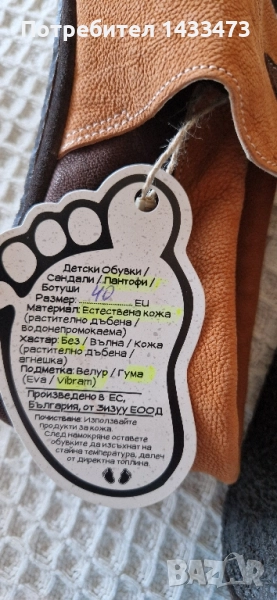 Потребител 1433473
Детски Обувки /
Сандали / Пантофи /
Ботуши
Размер: 40 EU
Материал: Естествена кожа
(растително дъбена /
водонепромокаема)
Хастар: Без / Вълна / Кожа
(растително дъбена /
агнешка)
Подметка: Велур / Гума
(Eva / Vibram)
Произведено в ЕС,
България, от Зизуу ЕООД
Почистване: Използвайте
продукти за кожа.
След намокряне оставете
обувките да изсъхнат на
стайна температура, далеч
от директна топлина.
BAZAR